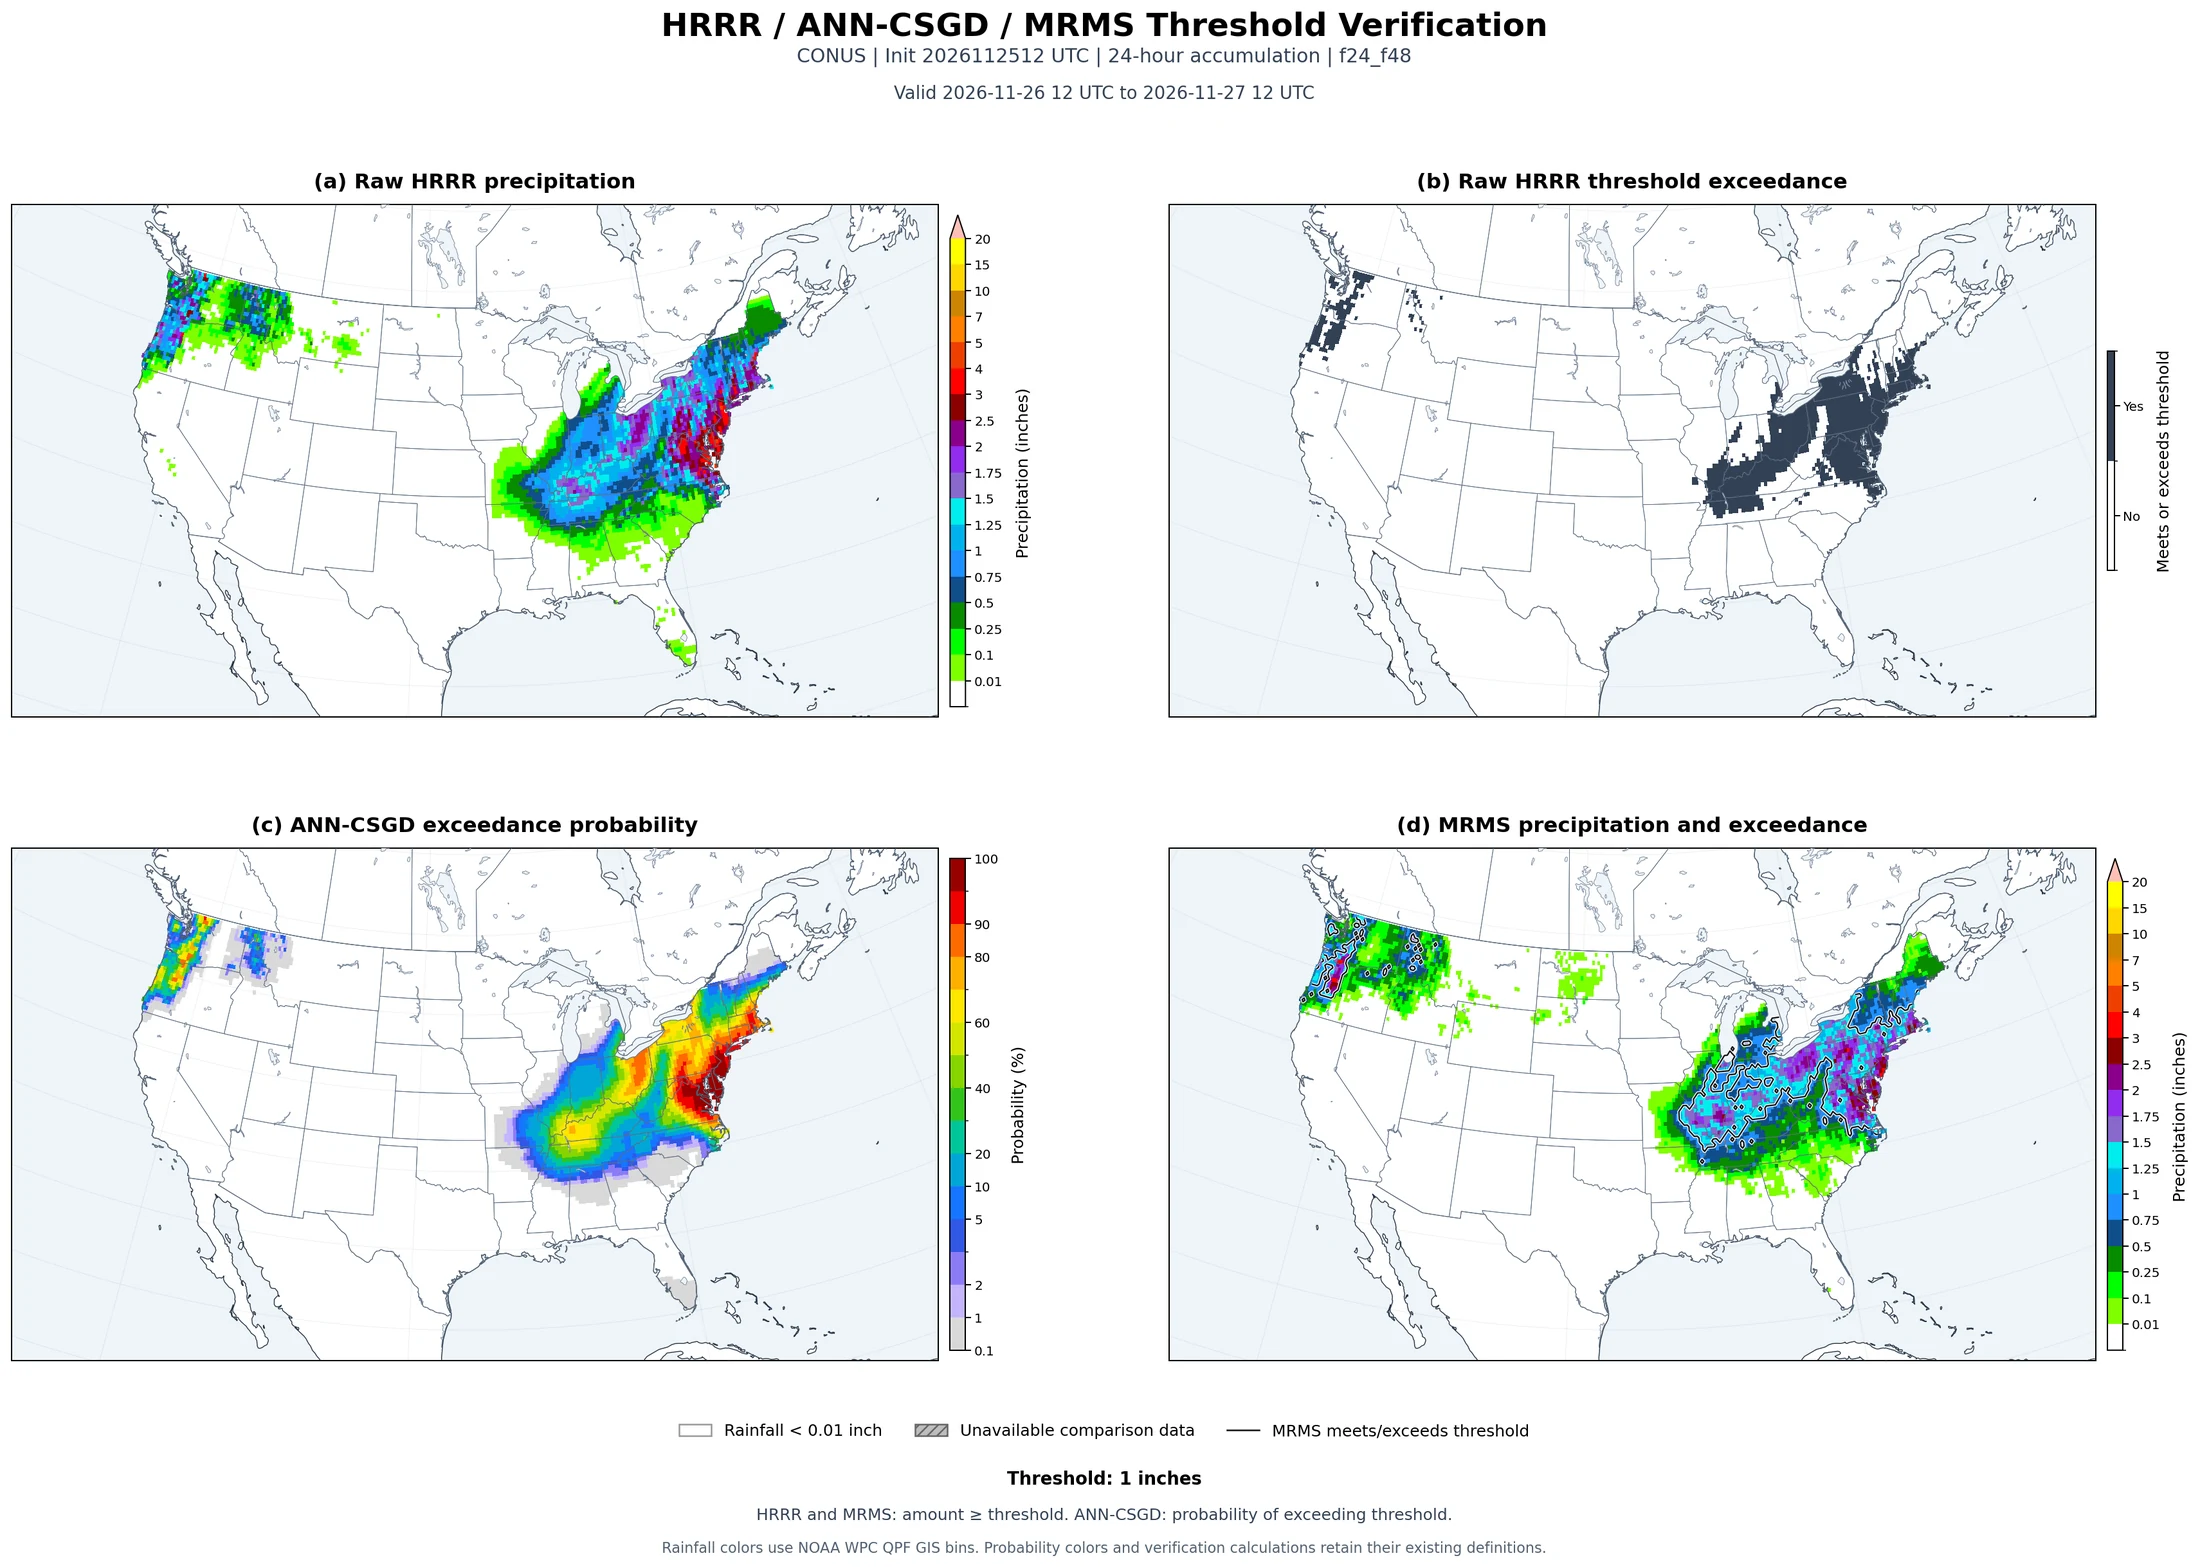 HRRR / ANN-CSGD / MRMS Threshold Verification
CONUS | Init 2026112512 UTC | 24-hour accumulation | f24_f48
Valid 2026-11-26 12 UTC to 2026-11-27 12 UTC
(a) Raw HRRR precipitation
20
15
10
7
5
4
3
2.5
2
1.75
1.5
1.25
1
0.75
0.5
0.25
0.1
0.01
Precipitation (inches)
(b) Raw HRRR threshold exceedance
Yes
No
Meets or exceeds threshold
(c) ANN-CSGD exceedance probability
100
90
80
60
40
20
10
5
2
1
0.1
Probability (%)
(d) MRMS precipitation and exceedance
20
15
10
7
5
4
3
2.5
2
1.75
1.5
1.25
1
0.75
0.5
0.25
0.1
0.01
Precipitation (inches)
Rainfall < 0.01 inch
Unavailable comparison data
MRMS meets/exceeds threshold
Threshold: 1 inches
HRRR and MRMS: amount ≥ threshold. ANN-CSGD: probability of exceeding threshold.
Rainfall colors use NOAA WPC QPF GIS bins. Probability colors and verification calculations retain their existing definitions.